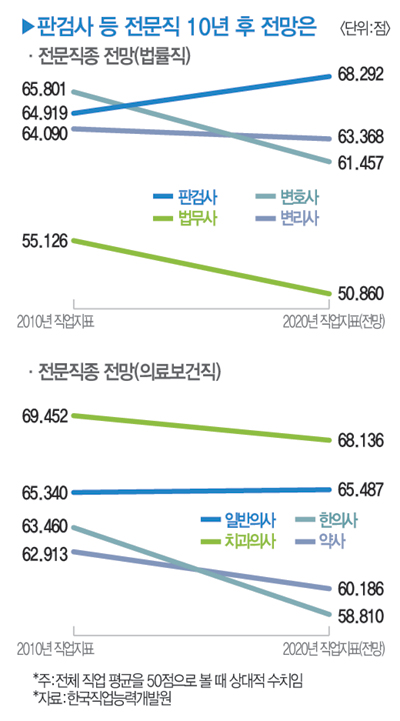 ▶판검사 등 전문직 10년 후 전망은 〈단위:점〉
· 전문직종 전망(법률직)
68.292
65.801
64.919
64.090
63.368
61.457
판검사 변호사
법무사 변리사
55.126
50.860
2010년 직업지표 2020년 직업지표(전망)
· 전문직종 전망(의료보건직)
69.452
68.136
65.340 65.487
일반의사 한의사
치과의사 약사
63.460
62.913
60.186
58.810
2010년 직업지표 2020년 직업지표(전망)
*주:전체 직업 평균을 50점으로 볼 때 상대적 수치임
*자료:한국직업능력개발원